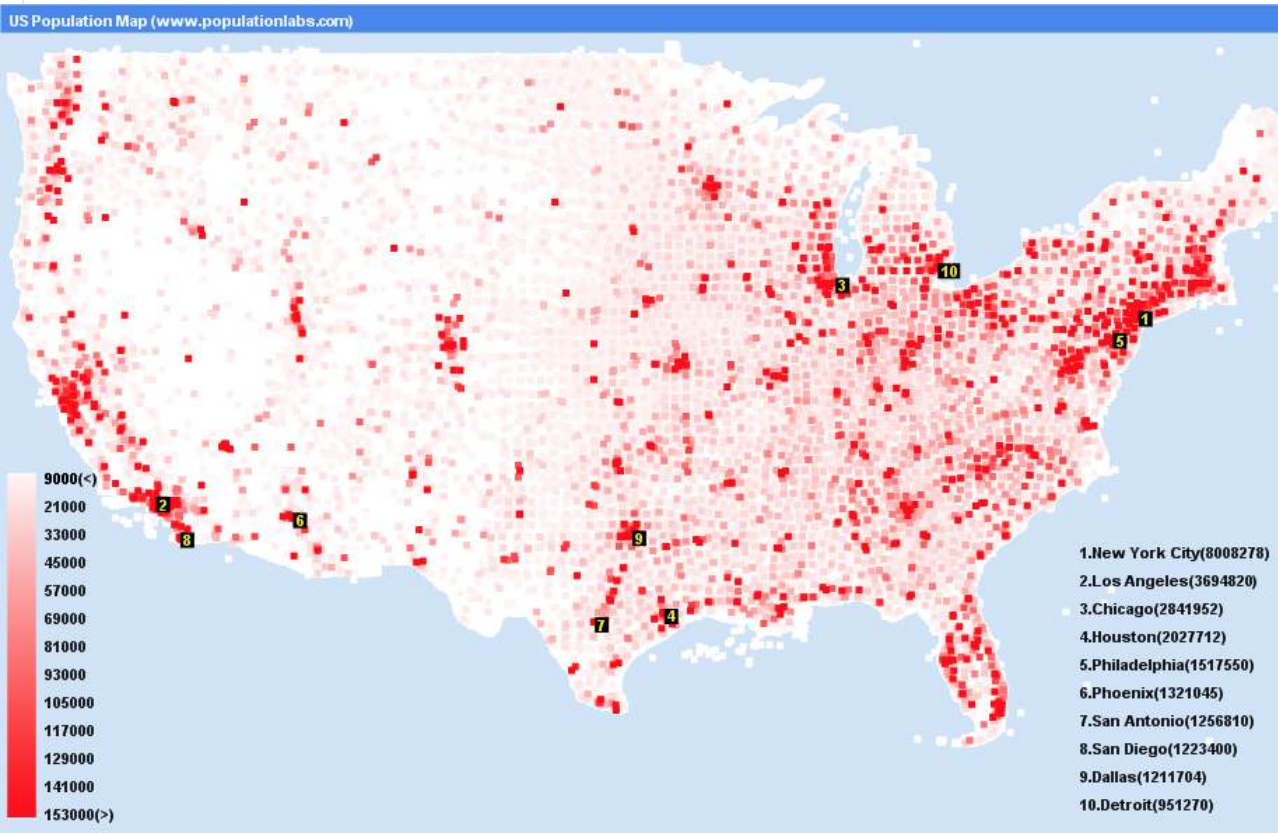 US Population Map (www.populationlabs.com)
10
3
1
5
2
6
8
9
4
7
9000(<)
21000
33000
45000
57000
69000
81000
93000
105000
117000
129000
141000
153000(>)
1.New York City(8008278)
2.Los Angeles(3694820)
3.Chicago(2841952)
4.Houston(2027712)
5.Philadelphia(1517550)
6.Phoenix(1321045)
7.San Antonio(1256810)
8.San Diego(1223400)
9.Dallas(1211704)
10.Detroit(951270)